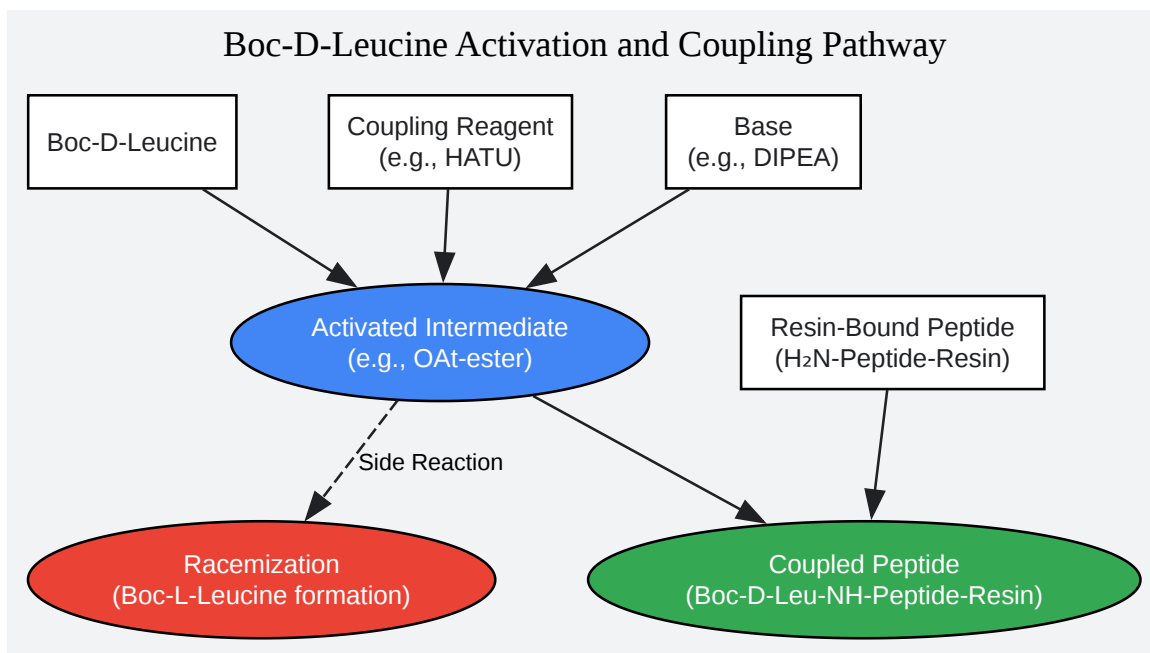 Boc-D-Leucine Activation and Coupling Pathway
Boc-D-Leucine
Coupling Reagent
(e.g., HATU)
Base
(e.g., DIPEA)
Activated Intermediate
(e.g., OAt-ester)
Resin-Bound Peptide
(H₂N-Peptide-Resin)
Side Reaction
Racemization
(Boc-L-Leucine formation)
Coupled Peptide
(Boc-D-Leu-NH-Peptide-Resin)